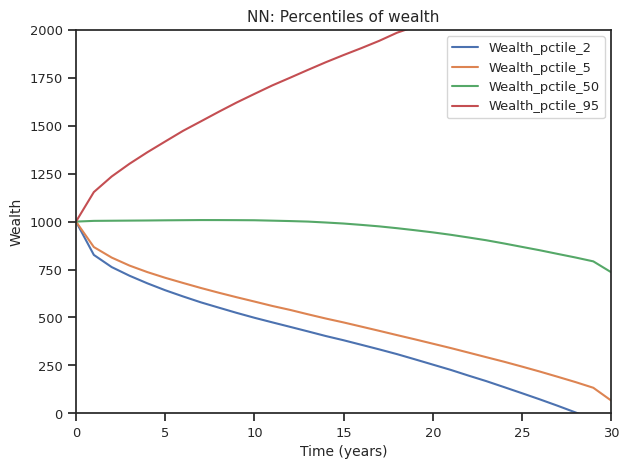 NN: Percentiles of wealth
Wealth_pctile_2
Wealth_pctile_5
Wealth_pctile_50
Wealth_pctile_95
Wealth
2000
1750
1500
1250
1000
750
500
250
0
0 5 10 15 20 25 30
Time (years)